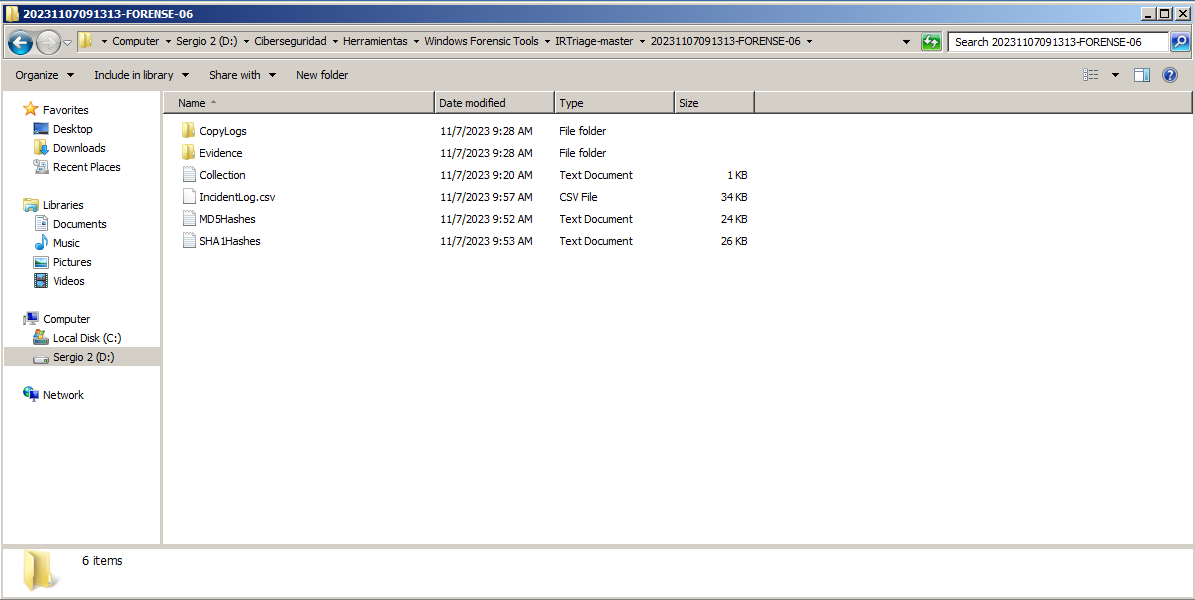 20231107091313-FORENSE-06
Computer Sergio 2 (D:) Ciberseguridad Herramientas Windows Forensic Tools IRTriage-master 20231107091313-FORENSE-06 Search 20231107091313-FORENSE-06
Organize Include in library Share with New folder
Favorites
Desktop
Downloads
Recent Places
Libraries
Documents
Music
Pictures
Videos
Computer
Local Disk (C:)
Sergio 2 (D:)
Network
Name Date modified Type Size
CopyLogs 11/7/2023 9:28 AM File folder
Evidence 11/7/2023 9:28 AM File folder
Collection 11/7/2023 9:20 AM Text Document 1 KB
IncidentLog.csv 11/7/2023 9:57 AM CSV File 34 KB
MD5Hashes 11/7/2023 9:52 AM Text Document 24 KB
SHA1Hashes 11/7/2023 9:53 AM Text Document 26 KB
6 items